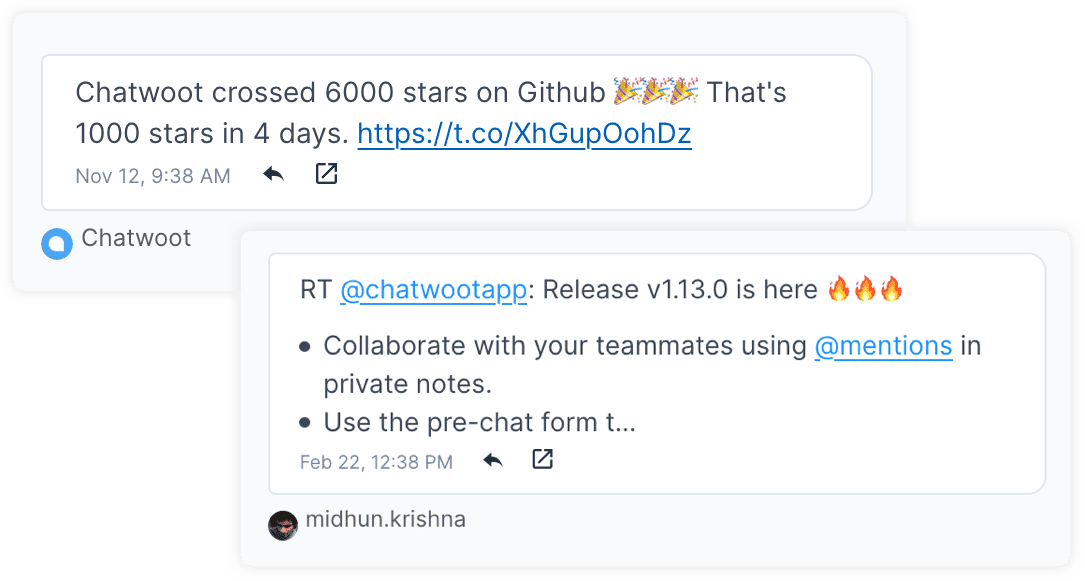 Chatwoot crossed 6000 stars on Github 🎉🎉🎉 That's
1000 stars in 4 days. https://t.co/XhGupOohDz
Nov 12, 9:38 AM
Chatwoot
RT @chatwootapp: Release v1.13.0 is here 🔥🔥🔥
• Collaborate with your teammates using @mentions in
private notes.
• Use the pre-chat form t...
Feb 22, 12:38 PM
midhun.krishna